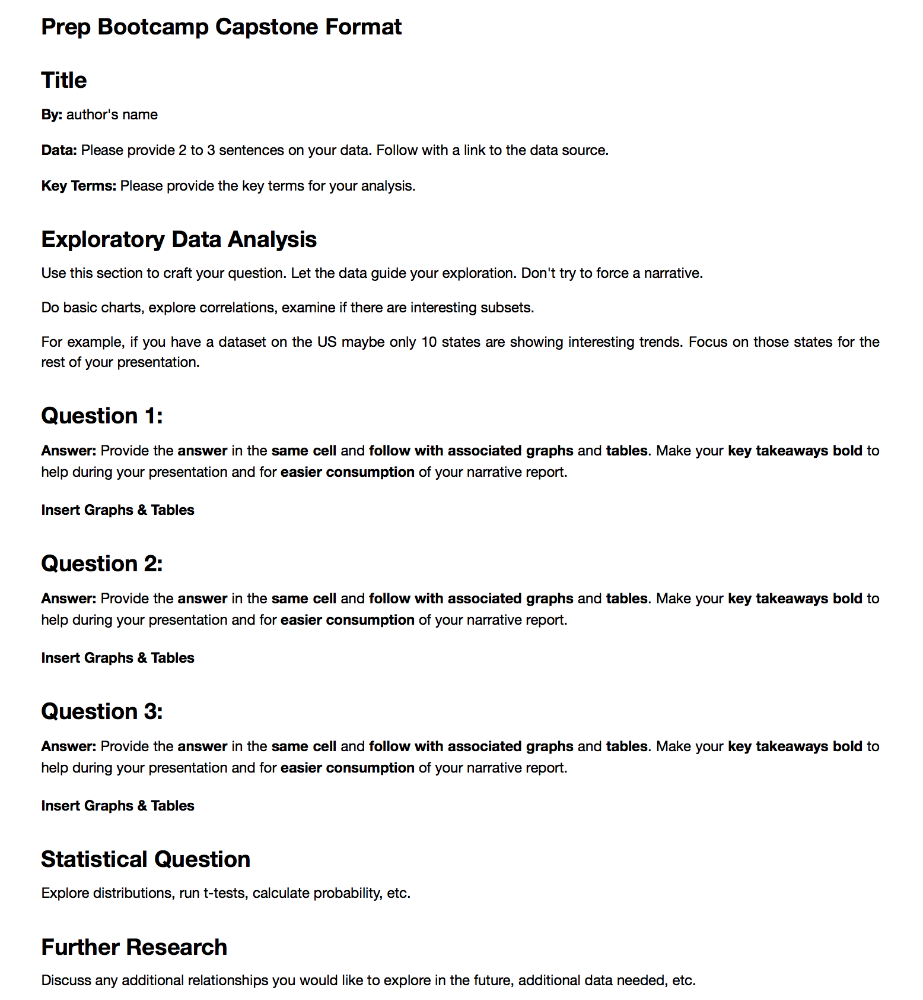 Prep Bootcamp Capstone Format
Title
By: author's name
Data: Please provide 2 to 3 sentences on your data. Follow with a link to the data source.
Key Terms: Please provide the key terms for your analysis.
Exploratory Data Analysis
Use this section to craft your question. Let the data guide your exploration. Don't try to force a narrative.
Do basic charts, explore correlations, examine if there are interesting subsets.
For example, if you have a dataset on the US maybe only 10 states are showing interesting trends. Focus on those states for the
rest of your presentation.
Question 1:
Answer: Provide the answer in the same cell and follow with associated graphs and tables. Make your key takeaways bold to
help during your presentation and for easier consumption of your narrative report.
Insert Graphs & Tables
Question 2:
Answer: Provide the answer in the same cell and follow with associated graphs and tables. Make your key takeaways bold to
help during your presentation and for easier consumption of your narrative report.
Insert Graphs & Tables
Question 3:
Answer: Provide the answer in the same cell and follow with associated graphs and tables. Make your key takeaways bold to
help during your presentation and for easier consumption of your narrative report.
Insert Graphs & Tables
Statistical Question
Explore distributions, run t-tests, calculate probability, etc.
Further Research
Discuss any additional relationships you would like to explore in the future, additional data needed, etc.